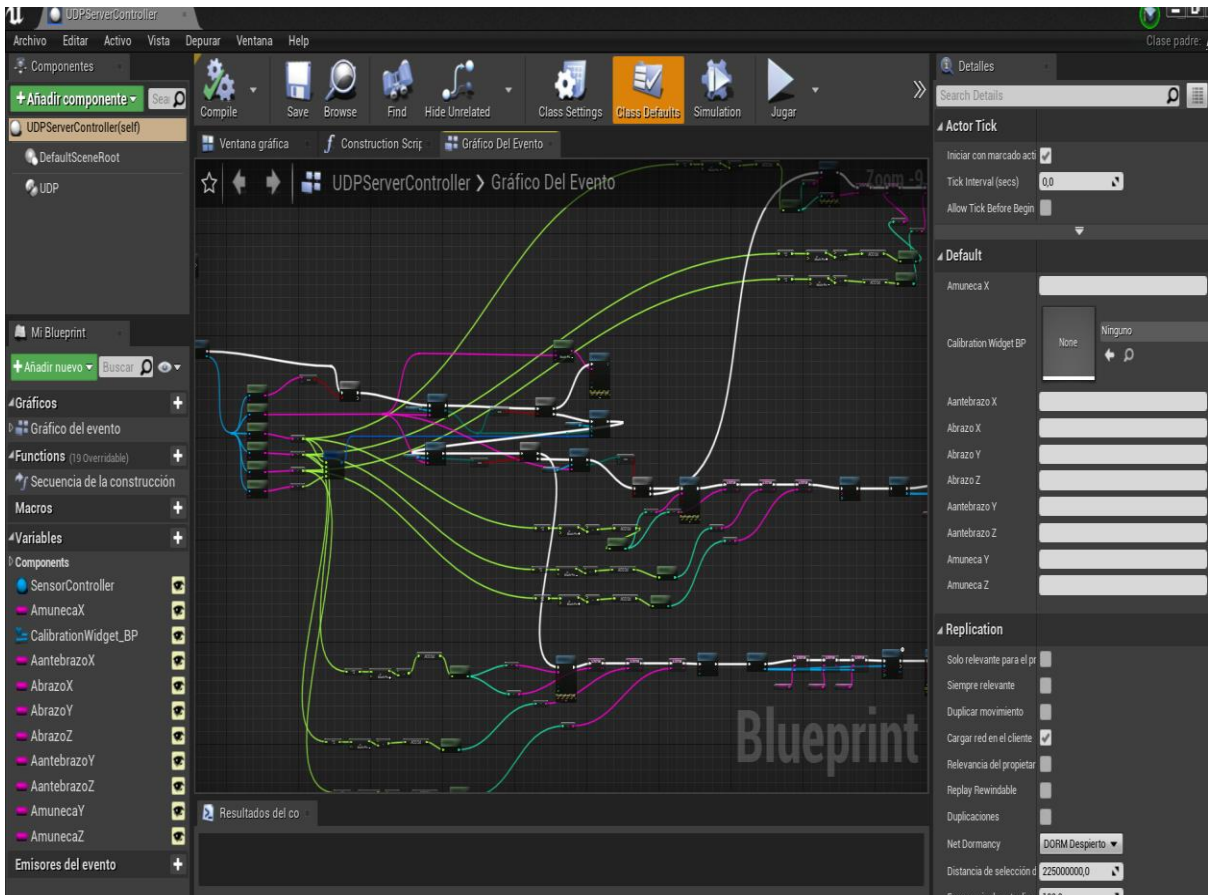 UDPServerController
Archivo Editar Activo Vista Depurar Ventana Help
Clase padre:
Componentes
+Añadir componente
Sea
UDPServerController(self)
DefaultSceneRoot
UDP
Compile
Save
Browse
Find
Hide Unrelated
Class Settings
Class Defaults
Simulation
Jugar
Ventana gráfica
Construction Scrip
Gráfico Del Evento
UDPServerController > Gráfico Del Evento
Zoom -9
Blueprint
Mi Blueprint
+Añadir nuevo
Buscar
Gráficos
Gráfico del evento
Functions (19 Overridable)
Secuencia de la construcción
Macros
Variables
Components
SensorController
AmunecaX
CalibrationWidget_BP
AantebrazoX
AbrazoX
AbrazoY
AbrazoZ
AantebrazoY
AantebrazoZ
AmunecaY
AmunecaZ
Emisores del evento
Resultados del co
Detalles
Search Details
Actor Tick
Iniciar con marcado acti
Tick Interval (secs) 0,0
Allow Tick Before Begin
Default
Amuneca X
Calibration Widget BP
None
Ninguno
Aantebrazo X
Abrazo X
Abrazo Y
Abrazo Z
Aantebrazo Y
Aantebrazo Z
Amuneca Y
Amuneca Z
Replication
Solo relevante para el pr
Siempre relevante
Duplicar movimiento
Cargar red en el cliente
Relevancia del propietar
Replay Rewindable
Duplicaciones
Net Dormancy DORM Despierto
Distancia de selección d 225000000,0